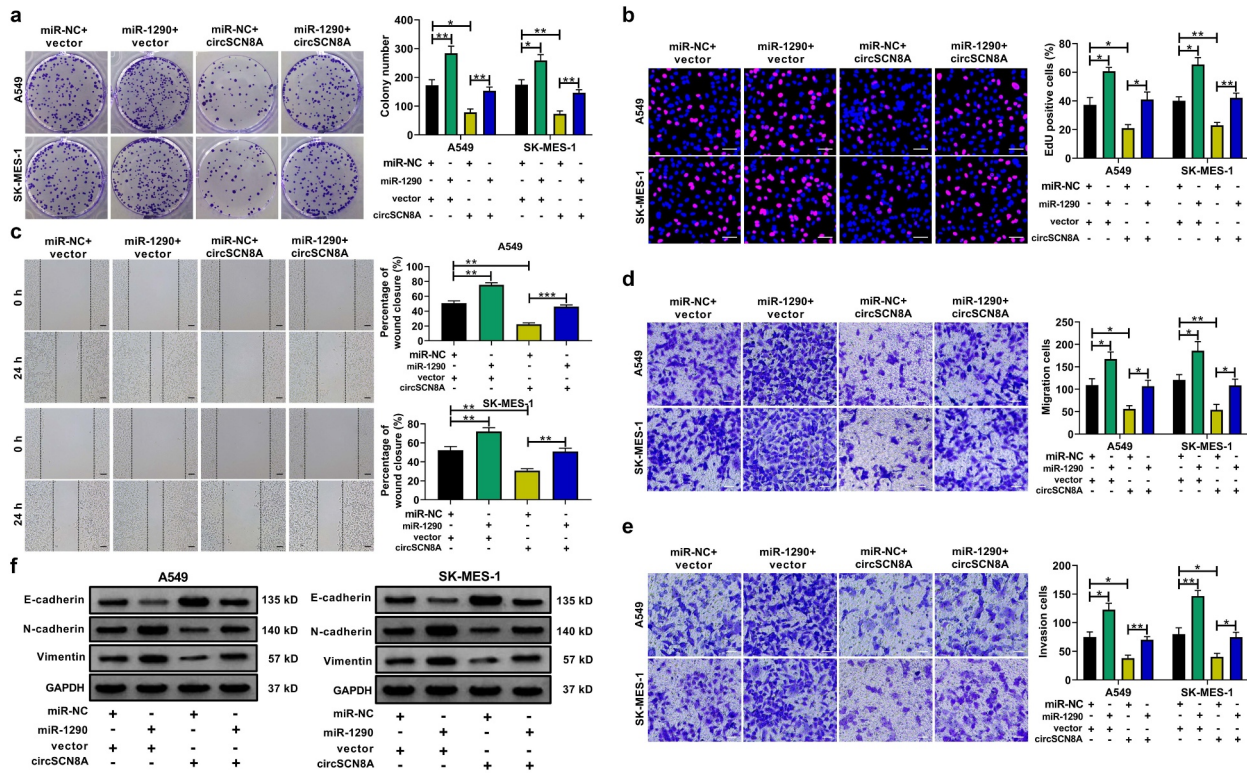 a
miR-NC+ miR-1290+ miR-NC+ miR-1290+
vector vector circSCN8A circSCN8A
A549
SK-MES-1
Colony number
400
300
200
100
0
* ** ** ** * **
A549 SK-MES-1
miR-NC + - + - + - + -
miR-1290 - + - + - + - +
vector + + - - + + - -
circSCN8A - - + + - - + +
b
miR-NC+ miR-1290+ miR-NC+ miR-1290+
vector vector circSCN8A circSCN8A
A549
SK-MES-1
EdU positive cells (%)
100
80
60
40
20
0
* * * ** * **
A549 SK-MES-1
miR-NC + - + - + - + -
miR-1290 - + - + - + - +
vector + + - - + + - -
circSCN8A - - + + - - + +
c
miR-NC+ miR-1290+ miR-NC+ miR-1290+
vector vector circSCN8A circSCN8A
0 h
24 h
0 h
24 h
A549
Percentage of
wound closure (%)
100
80
60
40
20
0
** ** ***
miR-NC + - + -
miR-1290 - + - +
vector + + - -
circSCN8A - - + +
SK-MES-1
Percentage of
wound closure (%)
100
80
60
40
20
0
** ** **
miR-NC + - + -
miR-1290 - + - +
vector + + - -
circSCN8A - - + +
d
miR-NC+ miR-1290+ miR-NC+ miR-1290+
vector vector circSCN8A circSCN8A
A549
SK-MES-1
Migration cells
250
200
150
100
50
0
* * * ** * *
A549 SK-MES-1
miR-NC + - + - + - + -
miR-1290 - + - + - + - +
vector + + - - + + - -
circSCN8A - - + + - - + +
e
miR-NC+ miR-1290+ miR-NC+ miR-1290+
vector vector circSCN8A circSCN8A
A549
SK-MES-1
Invasion cells
200
150
100
50
0
* * ** * ** *
A549 SK-MES-1
miR-NC + - + - + - + -
miR-1290 - + - + - + - +
vector + + - - + + - -
circSCN8A - - + + - - + +
f
A549
E-cadherin 135 kD
N-cadherin 140 kD
Vimentin 57 kD
GAPDH 37 kD
miR-NC + - + -
miR-1290 - + - +
vector + + - -
circSCN8A - - + +
SK-MES-1
E-cadherin 135 kD
N-cadherin 140 kD
Vimentin 57 kD
GAPDH 37 kD
miR-NC + - + -
miR-1290 - + - +
vector + + - -
circSCN8A - - + +